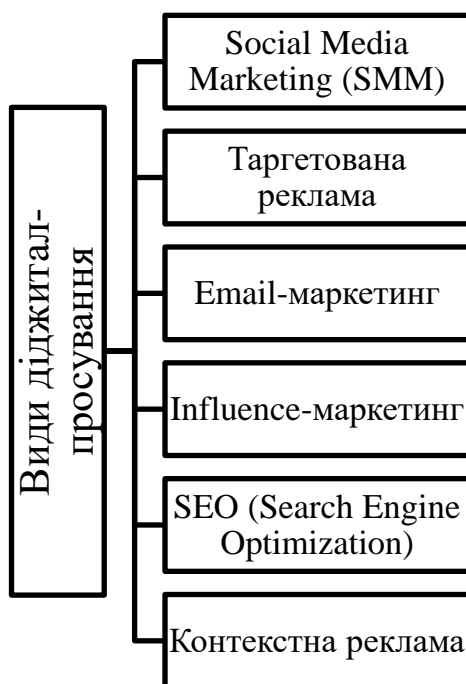 Види діджитал-
просування
Social Media
Marketing (SMM)
Таргетована
реклама
Email-маркетинг
Influence-маркетинг
SEO (Search Engine
Optimization)
Контекстна реклама